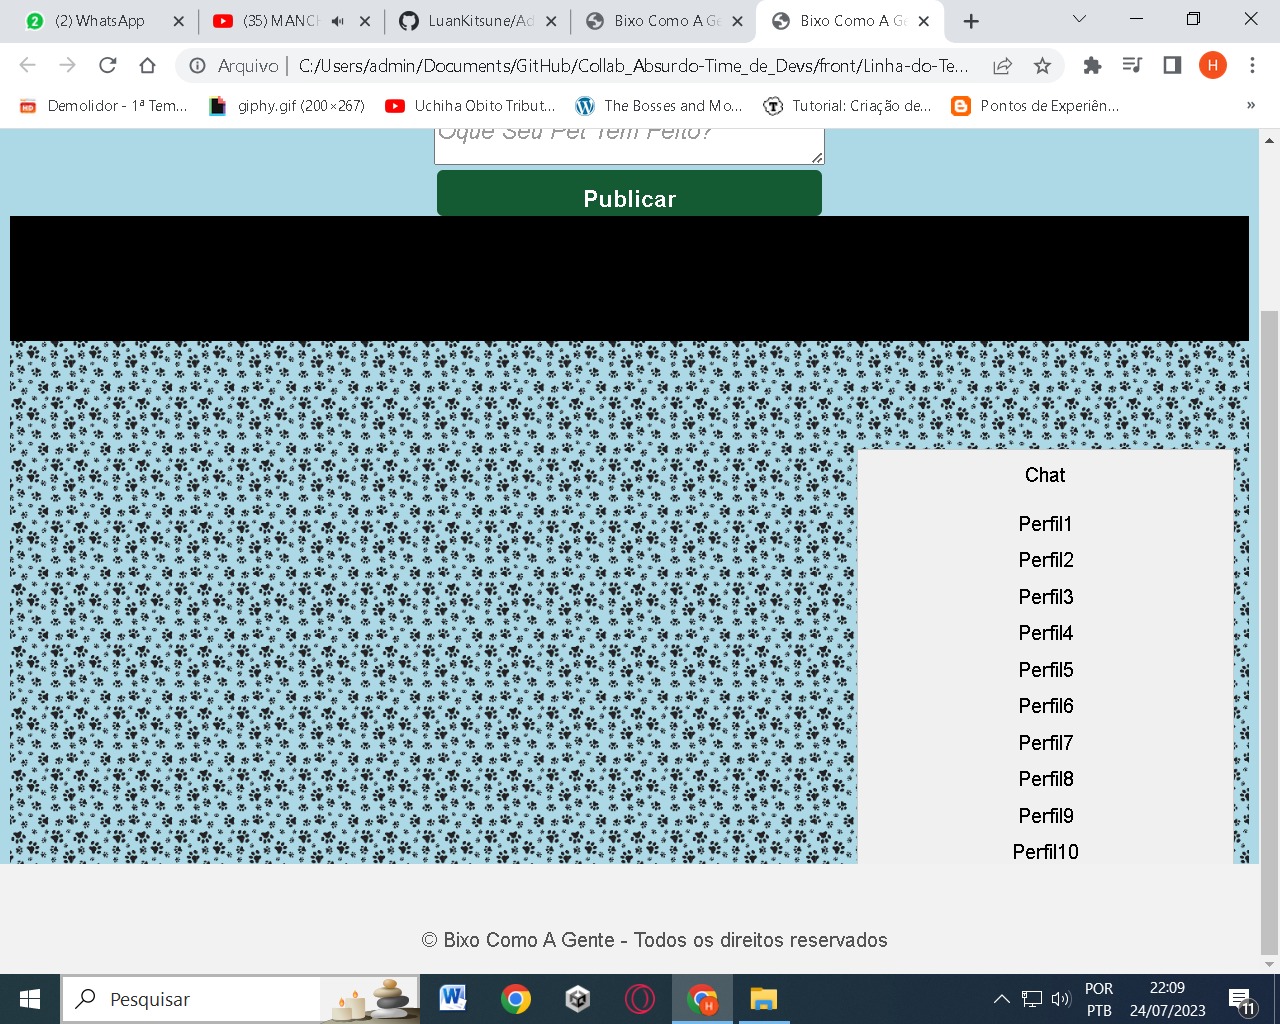 (2) WhatsApp
(35) MANCH
LuanKitsune/Ad
Bixo Como A Ge
Bixo Como A Ge
Arquivo | C:/Users/admin/Documents/GitHub/Collab_Absurdo-Time_de_Devs/front/Linha-do-Te...
H
Demolidor - 1ª Tem...
giphy.gif (200×267)
Uchiha Obito Tribut...
The Bosses and Mo...
Tutorial: Criação de...
Pontos de Experiên...
»
Oque Seu Pet Tem Feito?
Publicar
Chat
Perfil1
Perfil2
Perfil3
Perfil4
Perfil5
Perfil6
Perfil7
Perfil8
Perfil9
Perfil10
© Bixo Como A Gente - Todos os direitos reservados
Pesquisar
POR
PTB
22:09
24/07/2023
11